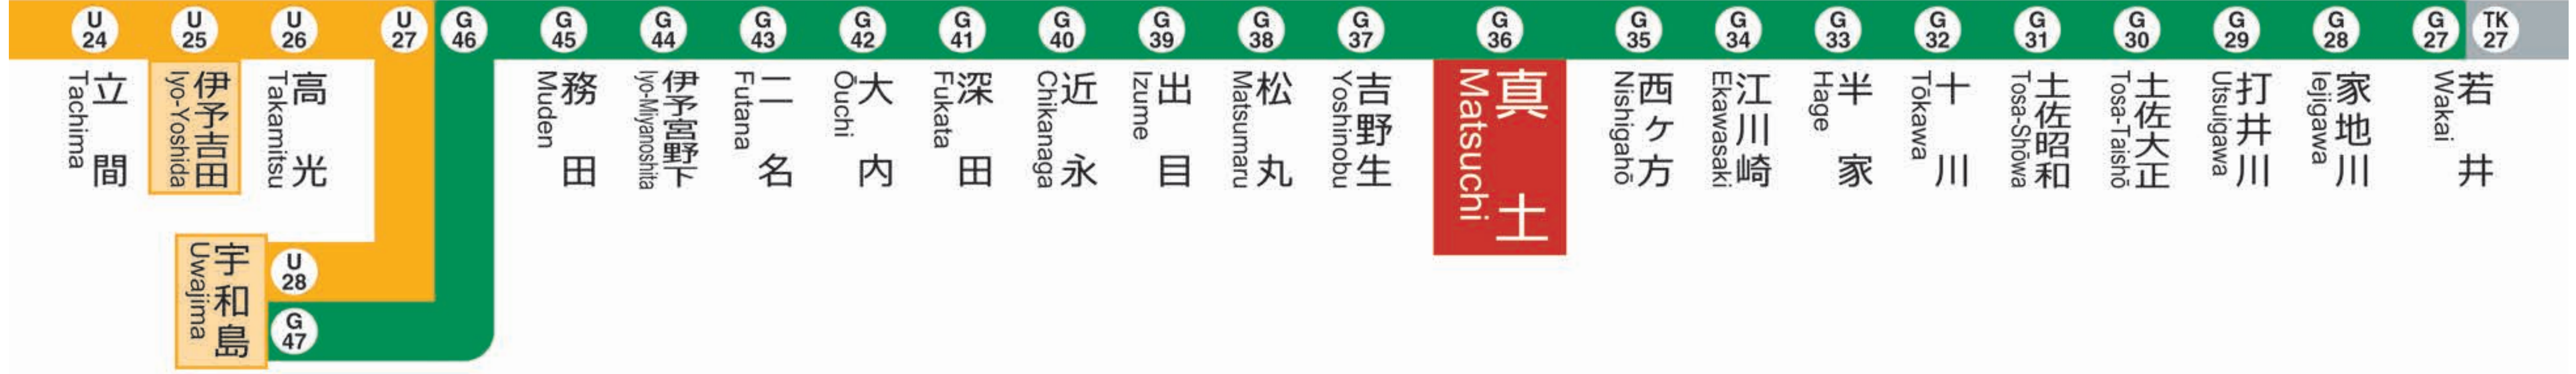 U 24
立間
Tachima
U 25
伊予吉田
Iyo-Yoshida
U 26
高光
Takamitsu
U 27
G 46
G 45
務田
Muden
G 44
伊予宮野下
Iyo-Miyanoshita
G 43
二名
Futana
G 42
大内
Ōuchi
G 41
深田
Fukata
G 40
近永
Chikanaga
G 39
出目
Izume
G 38
松丸
Matsumaru
G 37
吉野生
Yoshinobu
G 36
真土
Matsuchi
G 35
西ヶ方
Nishigahō
G 34
江川崎
Ekawasaki
G 33
半家
Hage
G 32
十川
Tōkawa
G 31
土佐昭和
Tosa-Shōwa
G 30
土佐大正
Tosa-Taishō
G 29
打井川
Utsuigawa
G 28
家地川
Iejigawa
G 27
TK 27
若井
Wakai
宇和島
Uwajima
U 28
G 47